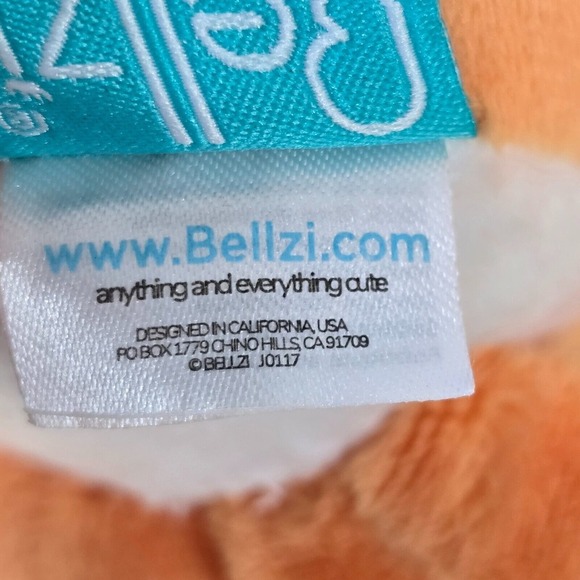 Bellzi®
www.Bellzi.com
anything and everything cute
DESIGNED IN CALIFORNIA, USA
PO BOX 1779 CHINO HILLS, CA 91709
© BELLZI J0117